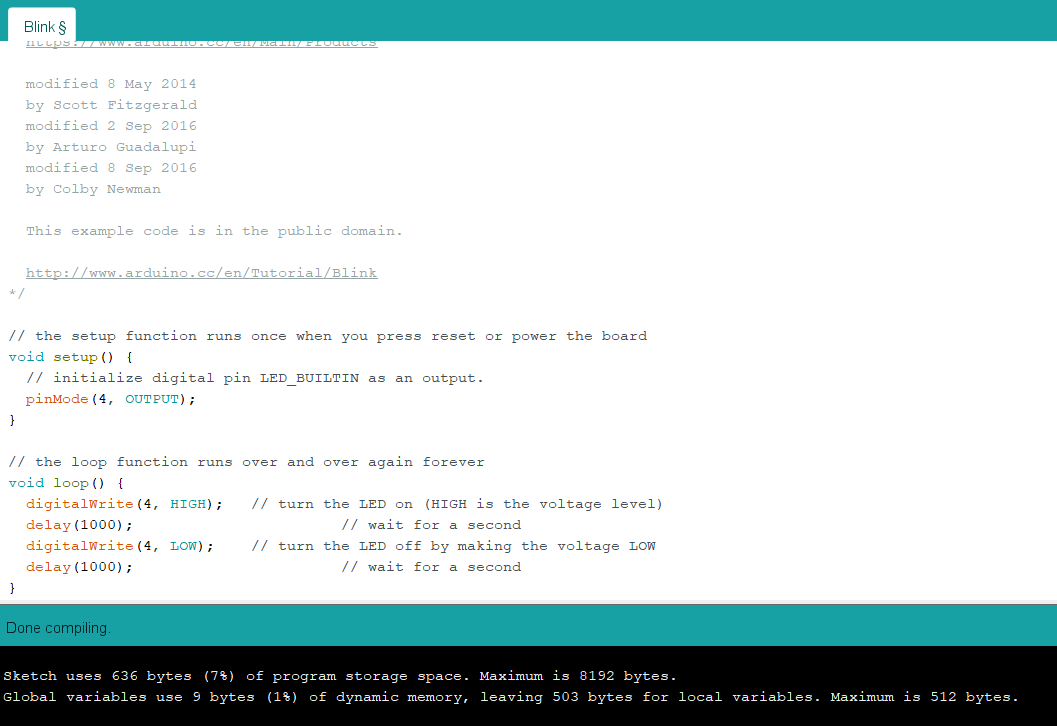 Blink §
https://www.arduino.cc/en/Main/Products
modified 8 May 2014
by Scott Fitzgerald
modified 2 Sep 2016
by Arturo Guadalupi
modified 8 Sep 2016
by Colby Newman
This example code is in the public domain.
http://www.arduino.cc/en/Tutorial/Blink
*/
// the setup function runs once when you press reset or power the board
void setup() {
  // initialize digital pin LED_BUILTIN as an output.
  pinMode(4, OUTPUT);
}
// the loop function runs over and over again forever
void loop() {
  digitalWrite(4, HIGH);   // turn the LED on (HIGH is the voltage level)
  delay(1000);                       // wait for a second
  digitalWrite(4, LOW);    // turn the LED off by making the voltage LOW
  delay(1000);                       // wait for a second
}
Done compiling.
Sketch uses 636 bytes (7%) of program storage space. Maximum is 8192 bytes.
Global variables use 9 bytes (1%) of dynamic memory, leaving 503 bytes for local variables. Maximum is 512 bytes.